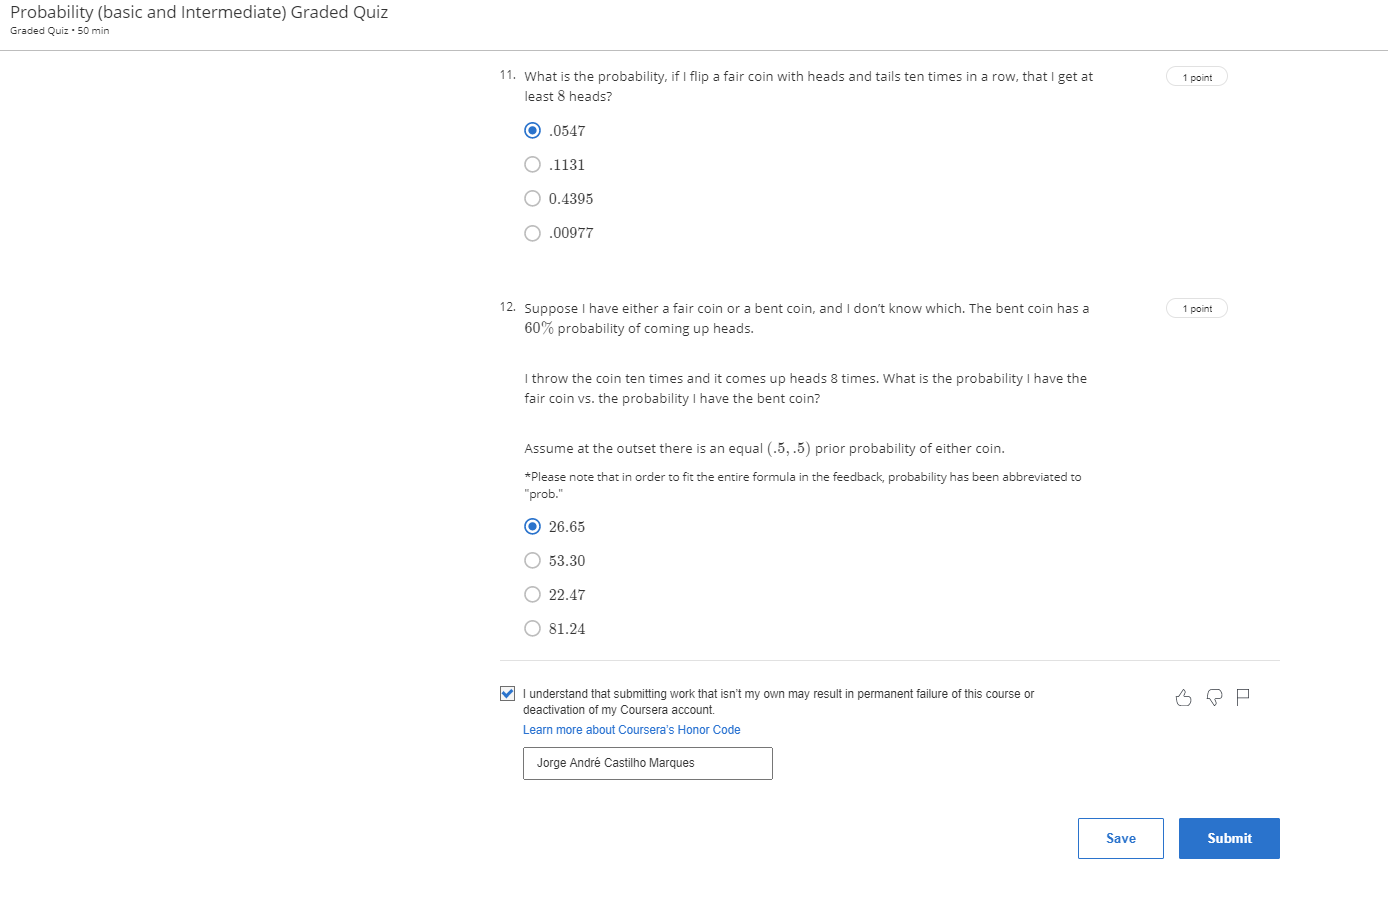 Probability (basic and Intermediate) Graded Quiz
Graded Quiz • 50 min
11. What is the probability, if I flip a fair coin with heads and tails ten times in a row, that I get at
least 8 heads?
1 point
.0547
.1131
0.4395
.00977
12. Suppose I have either a fair coin or a bent coin, and I don’t know which. The bent coin has a
60% probability of coming up heads.
1 point
I throw the coin ten times and it comes up heads 8 times. What is the probability I have the
fair coin vs. the probability I have the bent coin?
Assume at the outset there is an equal (.5, .5) prior probability of either coin.
*Please note that in order to fit the entire formula in the feedback, probability has been abbreviated to
"prob."
26.65
53.30
22.47
81.24
I understand that submitting work that isn’t my own may result in permanent failure of this course or
deactivation of my Coursera account.
Learn more about Coursera’s Honor Code
Jorge André Castilho Marques
Save
Submit